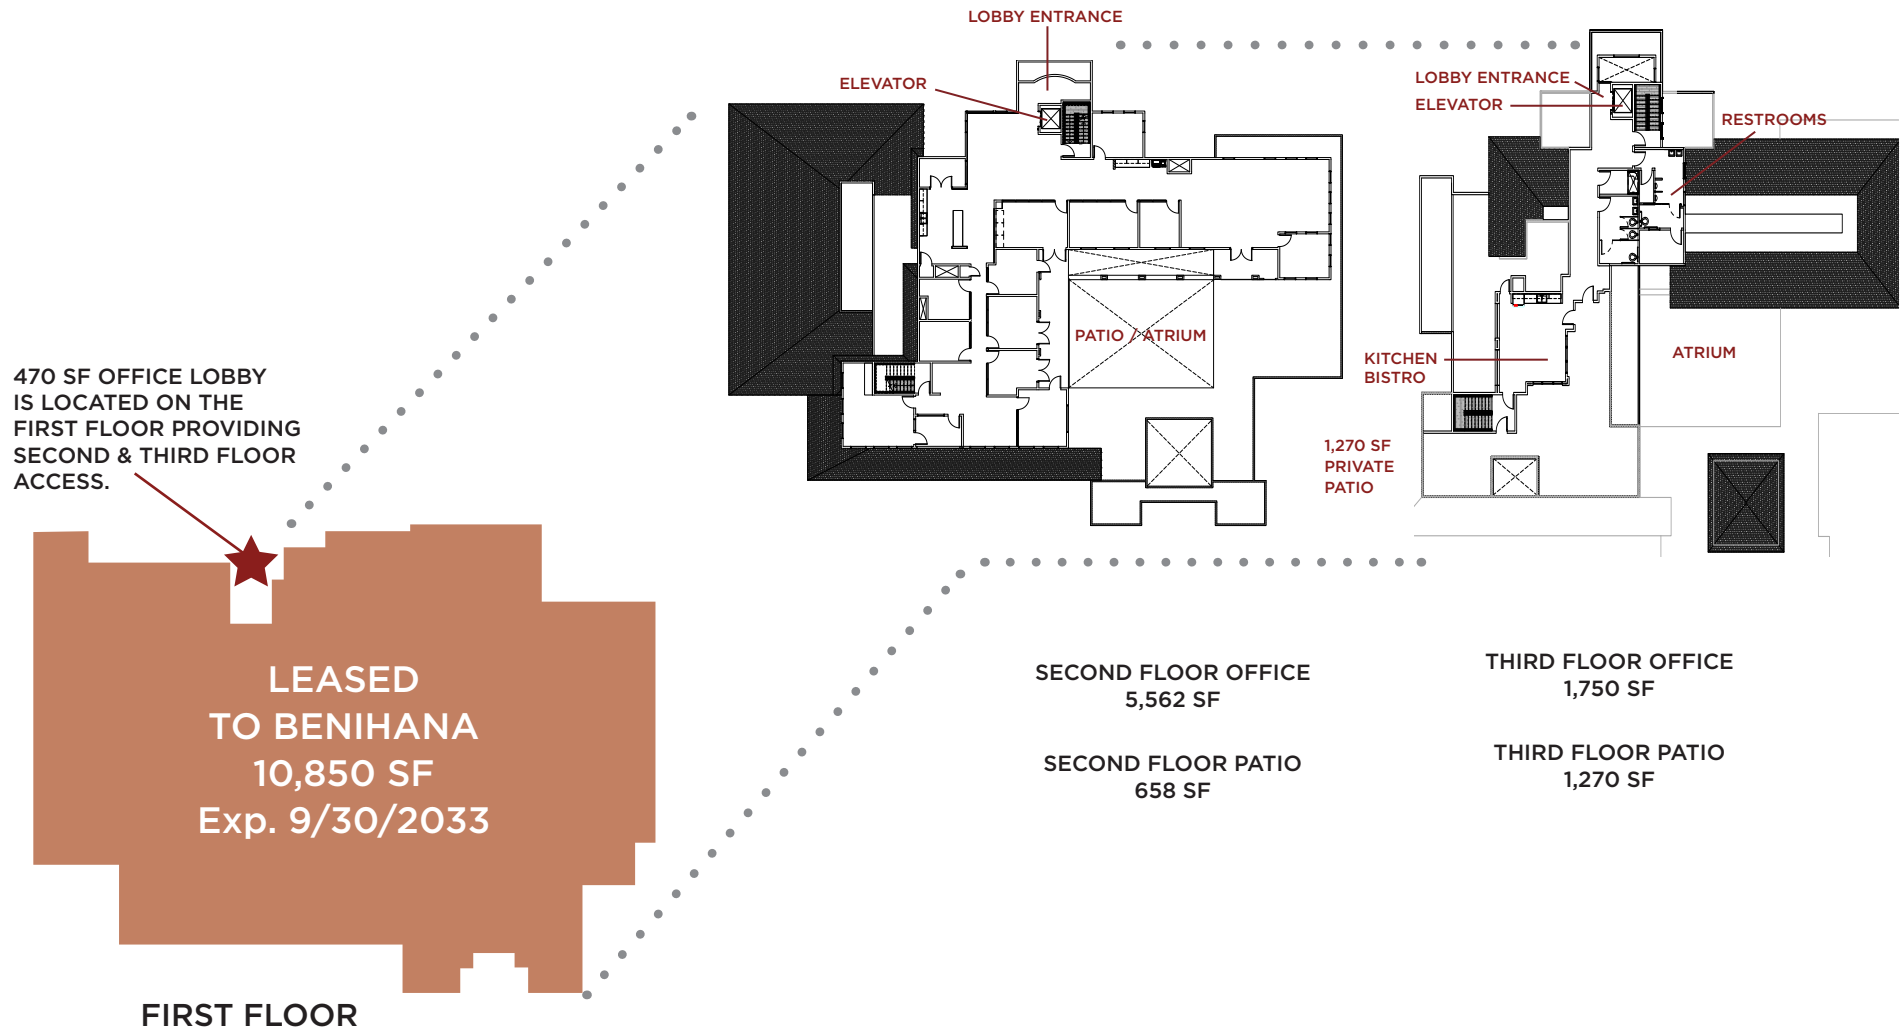 LOBBY ENTRANCE
ELEVATOR
PATIO / ATRIUM
LOBBY ENTRANCE
ELEVATOR
RESTROOMS
KITCHEN
BISTRO
ATRIUM
1,270 SF
PRIVATE
PATIO
470 SF OFFICE LOBBY
IS LOCATED ON THE
FIRST FLOOR PROVIDING
SECOND & THIRD FLOOR
ACCESS.
LEASED
TO BENIHANA
10,850 SF
Exp. 9/30/2033
FIRST FLOOR
SECOND FLOOR OFFICE
5,562 SF
SECOND FLOOR PATIO
658 SF
THIRD FLOOR OFFICE
1,750 SF
THIRD FLOOR PATIO
1,270 SF